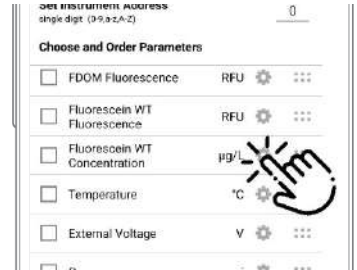 Set Instrument Address
single digit (0-9,a-z,A-Z)
0
Choose and Order Parameters
FDOM Fluorescence RFU
Fluorescein WT
Fluorescence RFU
Fluorescein WT
Concentration µg/L
Temperature °C
External Voltage V